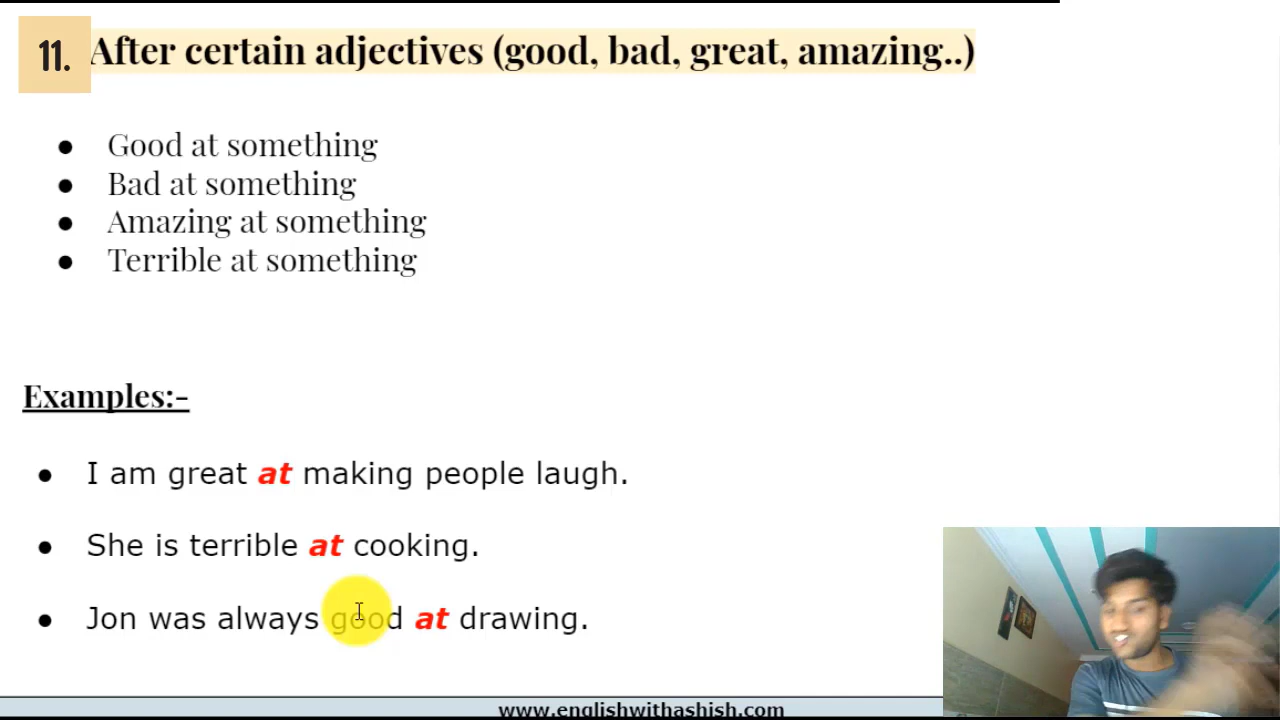 11. After certain adjectives (good, bad, great, amazing..)
● Good at something
● Bad at something
● Amazing at something
● Terrible at something
Examples:-
● I am great at making people laugh.
● She is terrible at cooking.
● Jon was always good at drawing.
www.englishwithashish.com